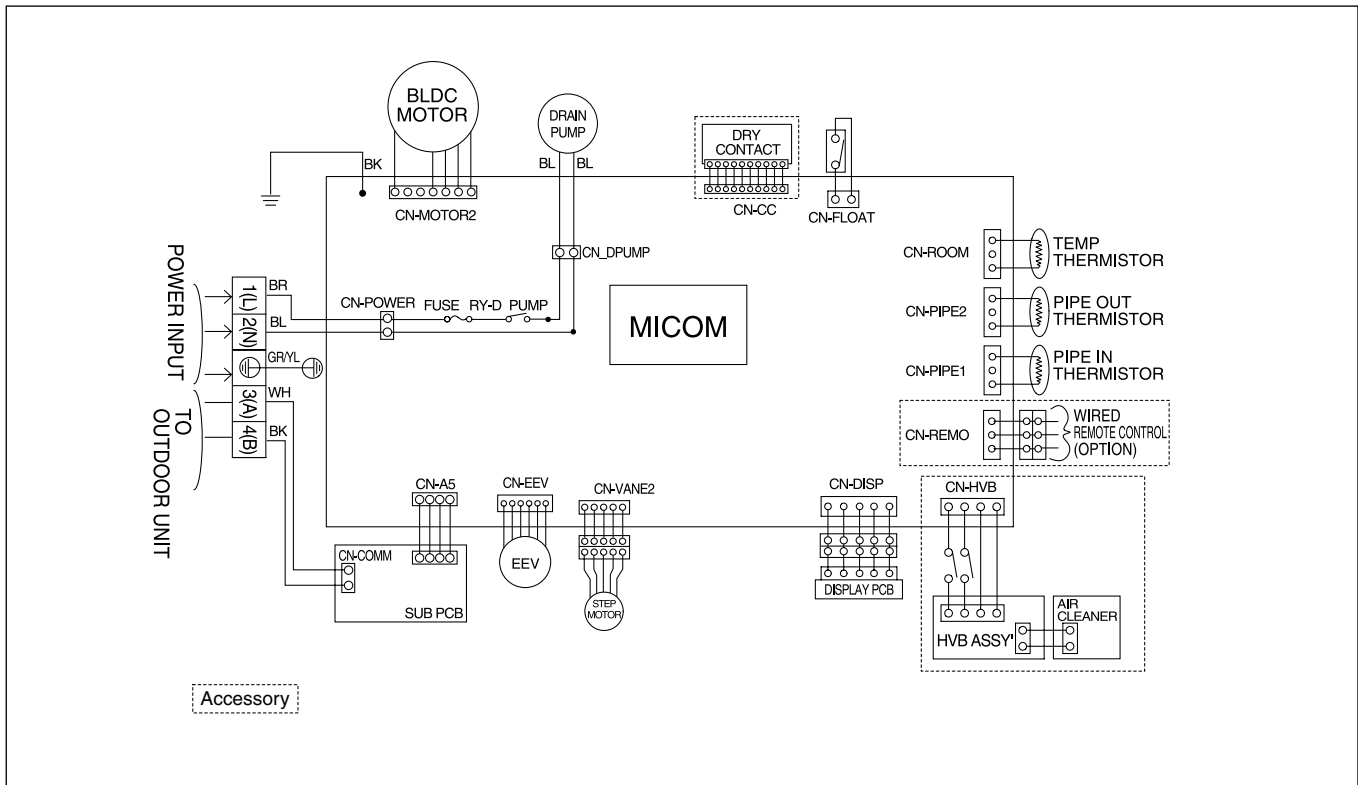 BLDC
MOTOR
DRAIN
PUMP
DRY
CONTACT
BK
BL BL
CN-MOTOR2
CN-CC
CN-FLOAT
CN_DPUMP
CN-ROOM
TEMP
THERMISTOR
POWER INPUT
1(L)
BR
CN-POWER
FUSE RY-D PUMP
2(N)
BL
MICOM
CN-PIPE2
PIPE OUT
THERMISTOR
GR/YL
CN-PIPE1
PIPE IN
THERMISTOR
TO
OUTDOOR UNIT
3(A)
WH
4(B)
BK
CN-REMO
WIRED
REMOTE CONTROL
(OPTION)
CN-A5
CN-EEV
CN-VANE2
CN-DISP
CN-HVB
CN-COMM
SUB PCB
EEV
STEP
MOTOR
DISPLAY PCB
HVB ASSY'
AIR
CLEANER
Accessory